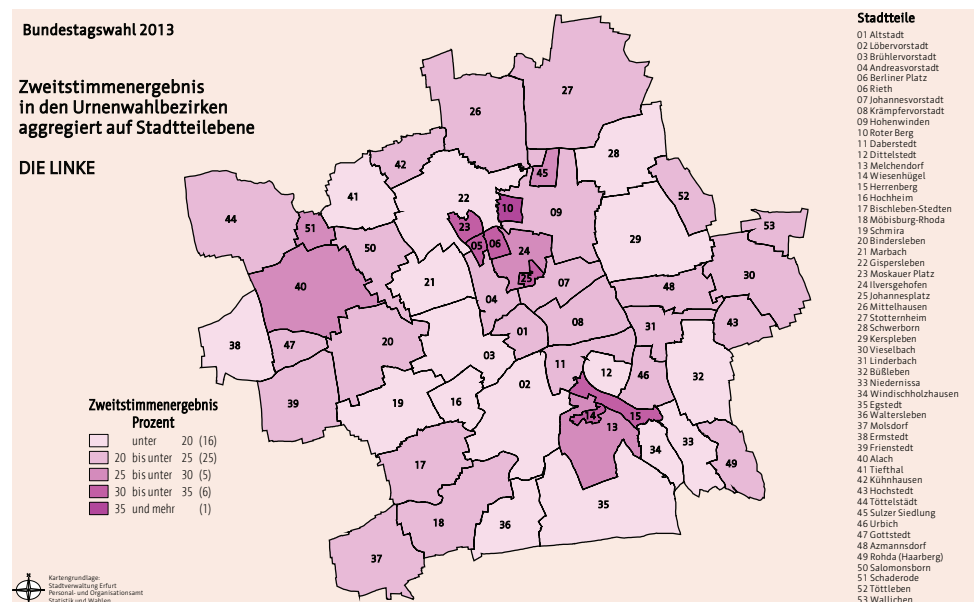 Bundestagswahl 2013
Zweitstimmenergebnis
in den Urnenwahlbezirken
aggregiert auf Stadtteilebene
DIE LINKE
27
26
28
42
45
41
52
22
10
09
44
53
23
51
29
50
05
06
24
30
25
21
40
07
48
04
08
43
31
01
20
38
47
03
11
02
12
46
32
39
19
16
14
15
13
33
34
17
49
35
18
36
37
Zweitstimmenergebnis
Prozent
unter 20 (16)
20 bis unter 25 (25)
25 bis unter 30 (5)
30 bis unter 35 (6)
35 und mehr (1)
N
Kartengrundlage:
Stadtverwaltung Erfurt
Personal- und Organisationsamt
Statistik und Wahlen
Stadtteile
01 Altstadt
02 Löbervorstadt
03 Brühlervorstadt
04 Andreasvorstadt
05 Berliner Platz
06 Rieth
07 Johannesvorstadt
08 Krämpfervorstadt
09 Hohenwinden
10 Roter Berg
11 Daberstedt
12 Dittelstedt
13 Melchendorf
14 Wiesenhügel
15 Herrenberg
16 Hochheim
17 Bischleben-Stedten
18 Möbisburg-Rhoda
19 Schmira
20 Bindersleben
21 Marbach
22 Gispersleben
23 Moskauer Platz
24 Ilversgehofen
25 Johannesplatz
26 Mittelhausen
27 Stotternheim
28 Schwerborn
29 Kerspleben
30 Vieselbach
31 Linderbach
32 Büßleben
33 Niedernissa
34 Windischholzhausen
35 Egstedt
36 Waltersleben
37 Molsdorf
38 Ermstedt
39 Frienstedt
40 Alach
41 Tiefthal
42 Kühnhausen
43 Hochstedt
44 Töttelstädt
45 Sulzer Siedlung
46 Urbich
47 Gottstedt
48 Azmannsdorf
49 Rohda (Haarberg)
50 Salomonsborn
51 Schaderode
52 Töttleben
53 Wallichen